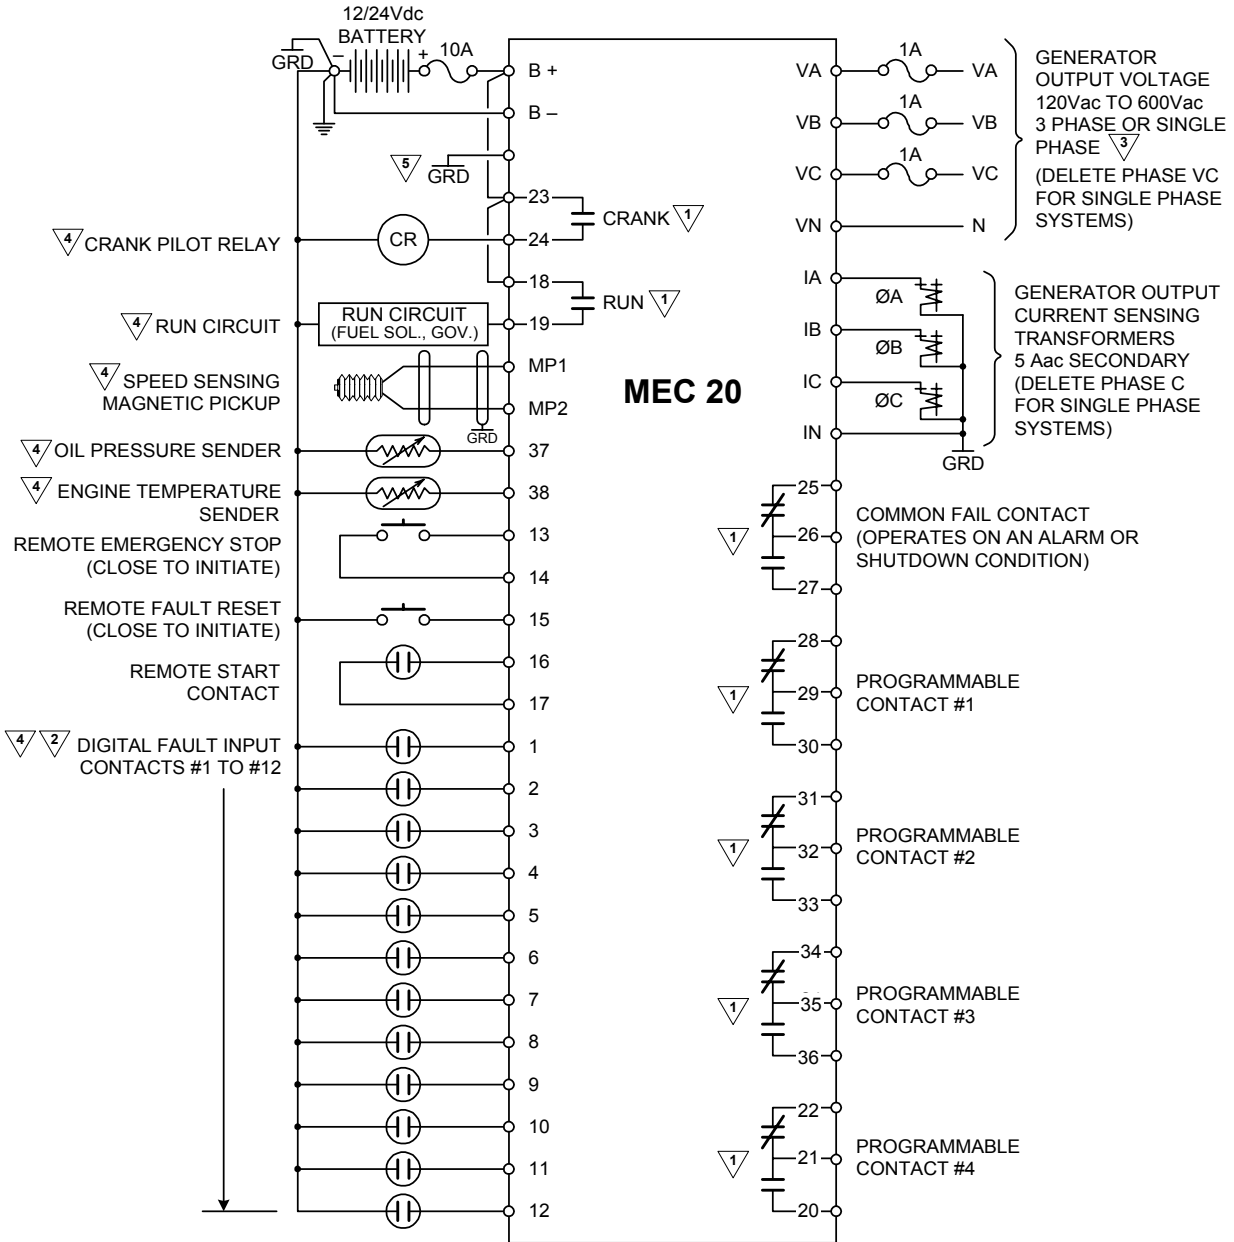 12/24Vdc
BATTERY
GRD
–
+
10A
B +
B –
5
GRD
23
CRANK 1
4 CRANK PILOT RELAY
CR
24
18
RUN 1
4 RUN CIRCUIT
RUN CIRCUIT
(FUEL SOL., GOV.)
19
4 SPEED SENSING
MAGNETIC PICKUP
MP1
MP2
GRD
4 OIL PRESSURE SENDER
37
4 ENGINE TEMPERATURE
SENDER
38
REMOTE EMERGENCY STOP
(CLOSE TO INITIATE)
13
14
REMOTE FAULT RESET
(CLOSE TO INITIATE)
15
REMOTE START
CONTACT
16
17
4 2 DIGITAL FAULT INPUT
CONTACTS #1 TO #12
1
2
3
4
5
6
7
8
9
10
11
12
MEC 20
VA
1A
VA
VB
1A
VB
VC
1A
VC
VN
N
GENERATOR
OUTPUT VOLTAGE
120Vac TO 600Vac
3 PHASE OR SINGLE
PHASE 3
(DELETE PHASE VC
FOR SINGLE PHASE
SYSTEMS)
IA
ØA
IB
ØB
IC
ØC
IN
GRD
GENERATOR OUTPUT
CURRENT SENSING
TRANSFORMERS
5 Aac SECONDARY
(DELETE PHASE C
FOR SINGLE PHASE
SYSTEMS)
25
1
26
27
COMMON FAIL CONTACT
(OPERATES ON AN ALARM OR
SHUTDOWN CONDITION)
28
1
29
30
PROGRAMMABLE
CONTACT #1
31
1
32
33
PROGRAMMABLE
CONTACT #2
34
1
35
36
PROGRAMMABLE
CONTACT #3
22
1
21
20
PROGRAMMABLE
CONTACT #4